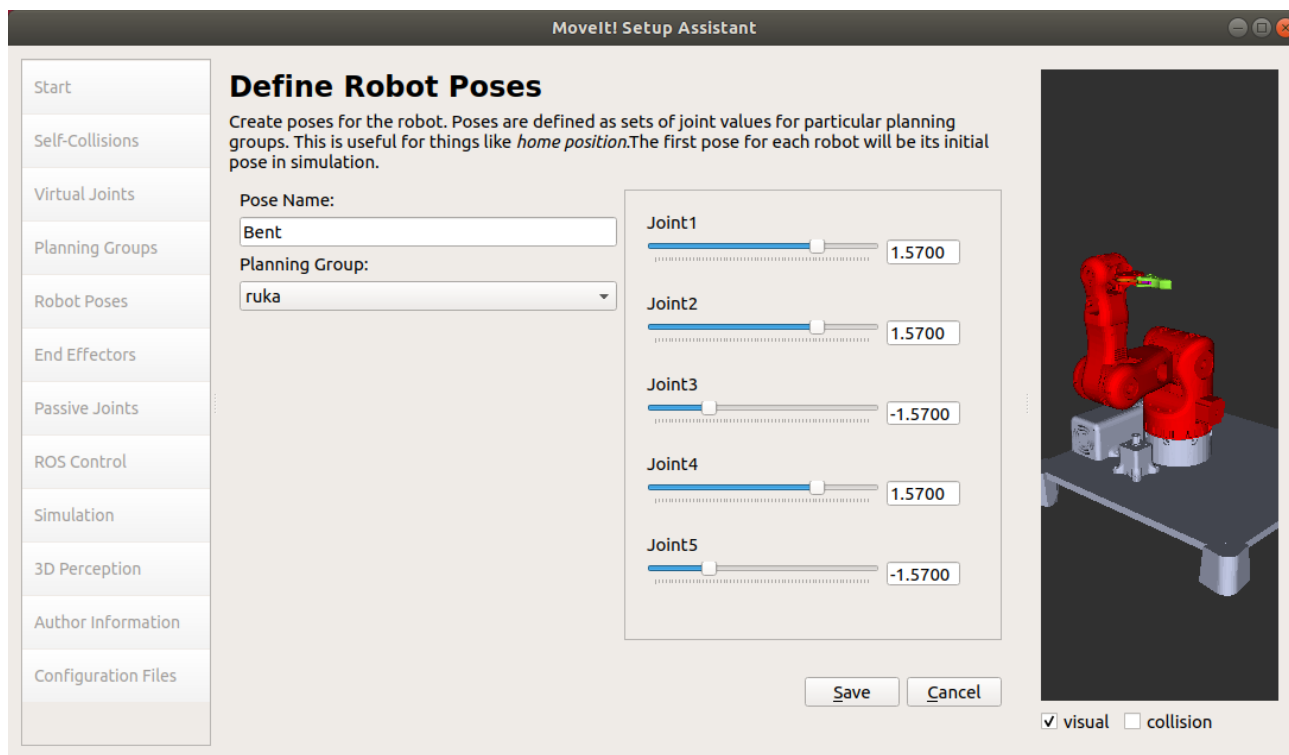 MoveIt! Setup Assistant
Start
Self-Collisions
Virtual Joints
Planning Groups
Robot Poses
End Effectors
Passive Joints
ROS Control
Simulation
3D Perception
Author Information
Configuration Files
Define Robot Poses
Create poses for the robot. Poses are defined as sets of joint values for particular planning
groups. This is useful for things like home position.The first pose for each robot will be its initial
pose in simulation.
Pose Name:
Bent
Planning Group:
ruka
Joint1
1.5700
Joint2
1.5700
Joint3
-1.5700
Joint4
1.5700
Joint5
-1.5700
Save
Cancel
visual
collision